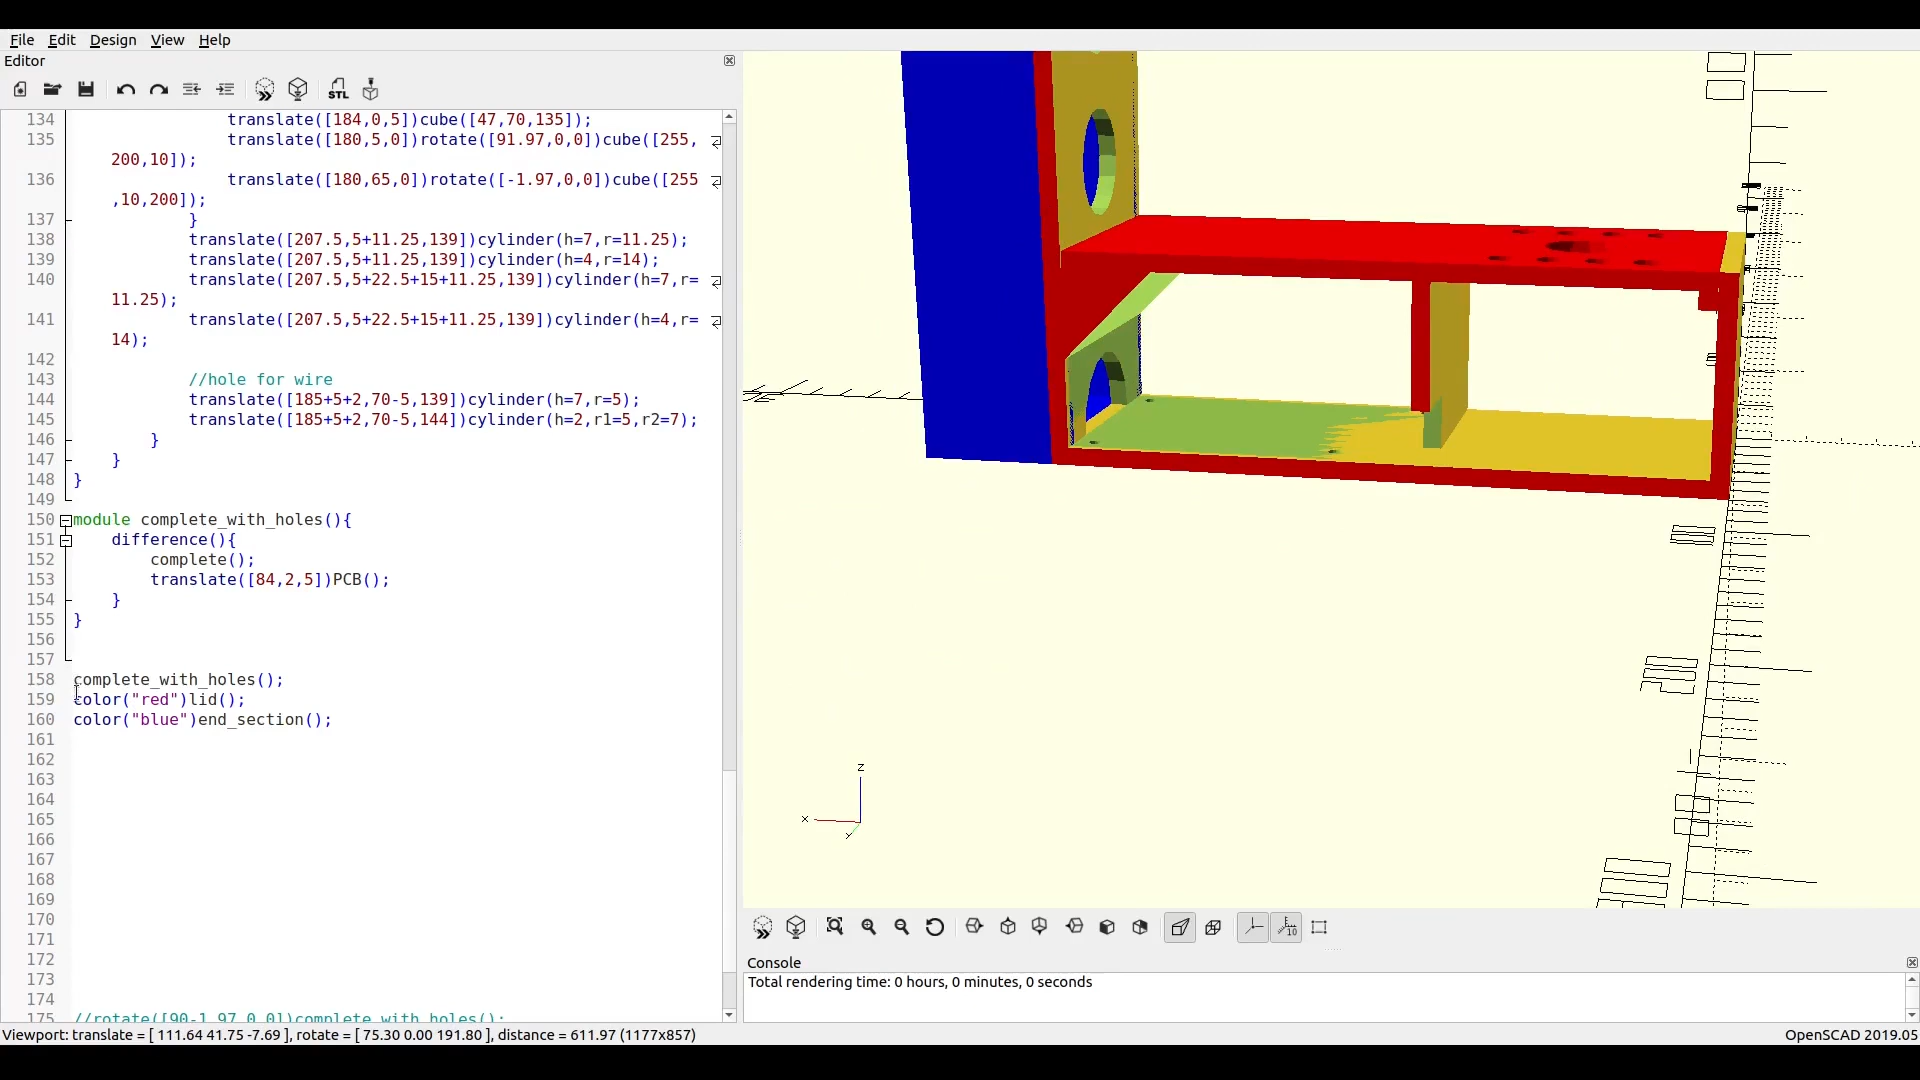 File Edit Design View Help
Editor
STL
134 translate([184,0,5])cube([47,70,135]);
135 translate([180,5,0])rotate([91.97,0,0])cube([255,
200,10]);
136 translate([180,65,0])rotate([-1.97,0,0])cube([255
,10,200]);
137 }
138 translate([207.5,5+11.25,139])cylinder(h=7,r=11.25);
139 translate([207.5,5+11.25,139])cylinder(h=4,r=14);
140 translate([207.5,5+22.5+15+11.25,139])cylinder(h=7,r=
11.25);
141 translate([207.5,5+22.5+15+11.25,139])cylinder(h=4,r=
14);
142
143 //hole for wire
144 translate([185+5+2,70-5,139])cylinder(h=7,r=5);
145 translate([185+5+2,70-5,144])cylinder(h=2,r1=5,r2=7);
146 }
147 }
148 }
149
150 module complete_with_holes(){
151 difference(){
152 complete();
153 translate([84,2,5])PCB();
154 }
155 }
156
157
158 complete_with_holes();
159 color("red")lid();
160 color("blue")end_section();
161
162
163
164
165
166
167
168
169
170
171
172
173
174
175 //rotate([90-1.97,0,0])complete_with_holes();
z
x
y
10
Console
Total rendering time: 0 hours, 0 minutes, 0 seconds
Viewport: translate = [ 111.64 41.75 -7.69 ], rotate = [ 75.30 0.00 191.80 ], distance = 611.97 (1177x857)
OpenSCAD 2019.05